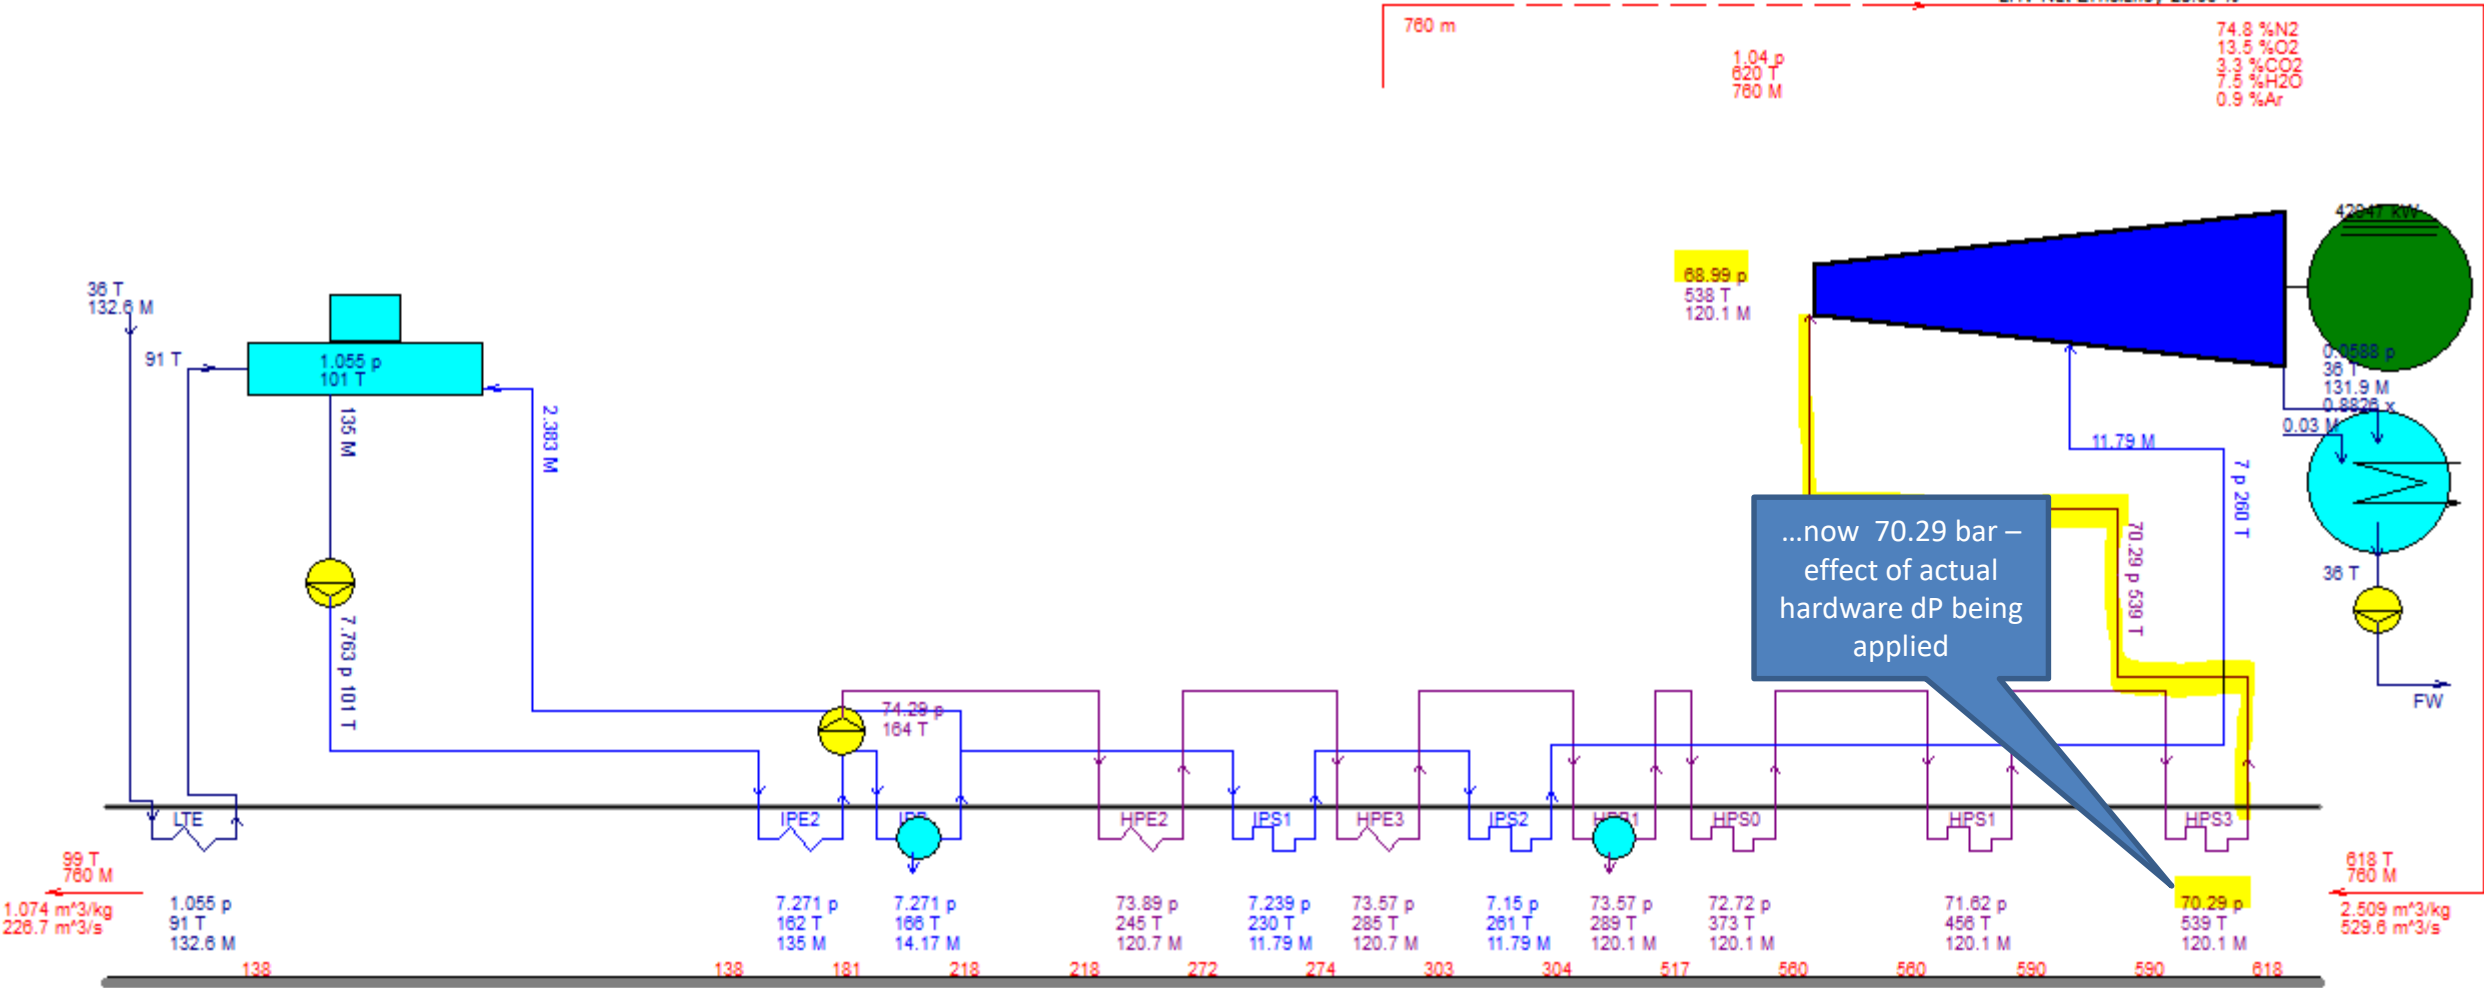 760 m
1.04 p
620 T
760 M
74.8 %N2
13.5 %O2
3.3 %CO2
7.5 %H2O
0.9 %Ar
36 T
132.6 M
91 T
1.055 p
101 T
135 M
2.383 M
7.763 p 101 T
74.29 p
164 T
68.99 p
538 T
120.1 M
kW
0.0588 p
36 T
131.9 M
0.8826 x
0.03 M
11.79 M
7 p 260 T
70.29 p 539 T
36 T
FW
...now 70.29 bar –
effect of actual
hardware dP being
applied
LTE
IPE2
HPE2
IPS1
HPE3
IPS2
HPS0
HPS1
HPS3
99 T
760 M
1.074 m^3/kg
226.7 m^3/s
1.055 p
91 T
132.6 M
7.271 p
162 T
135 M
7.271 p
166 T
14.17 M
73.89 p
245 T
120.7 M
7.239 p
230 T
11.79 M
73.57 p
285 T
120.7 M
7.15 p
261 T
11.79 M
73.57 p
289 T
120.1 M
72.72 p
373 T
120.1 M
71.62 p
456 T
120.1 M
70.29 p
539 T
120.1 M
618 T
760 M
2.509 m^3/kg
529.6 m^3/s
138 138 181 218 218 272 274 303 304 517 560 560 590 590 618